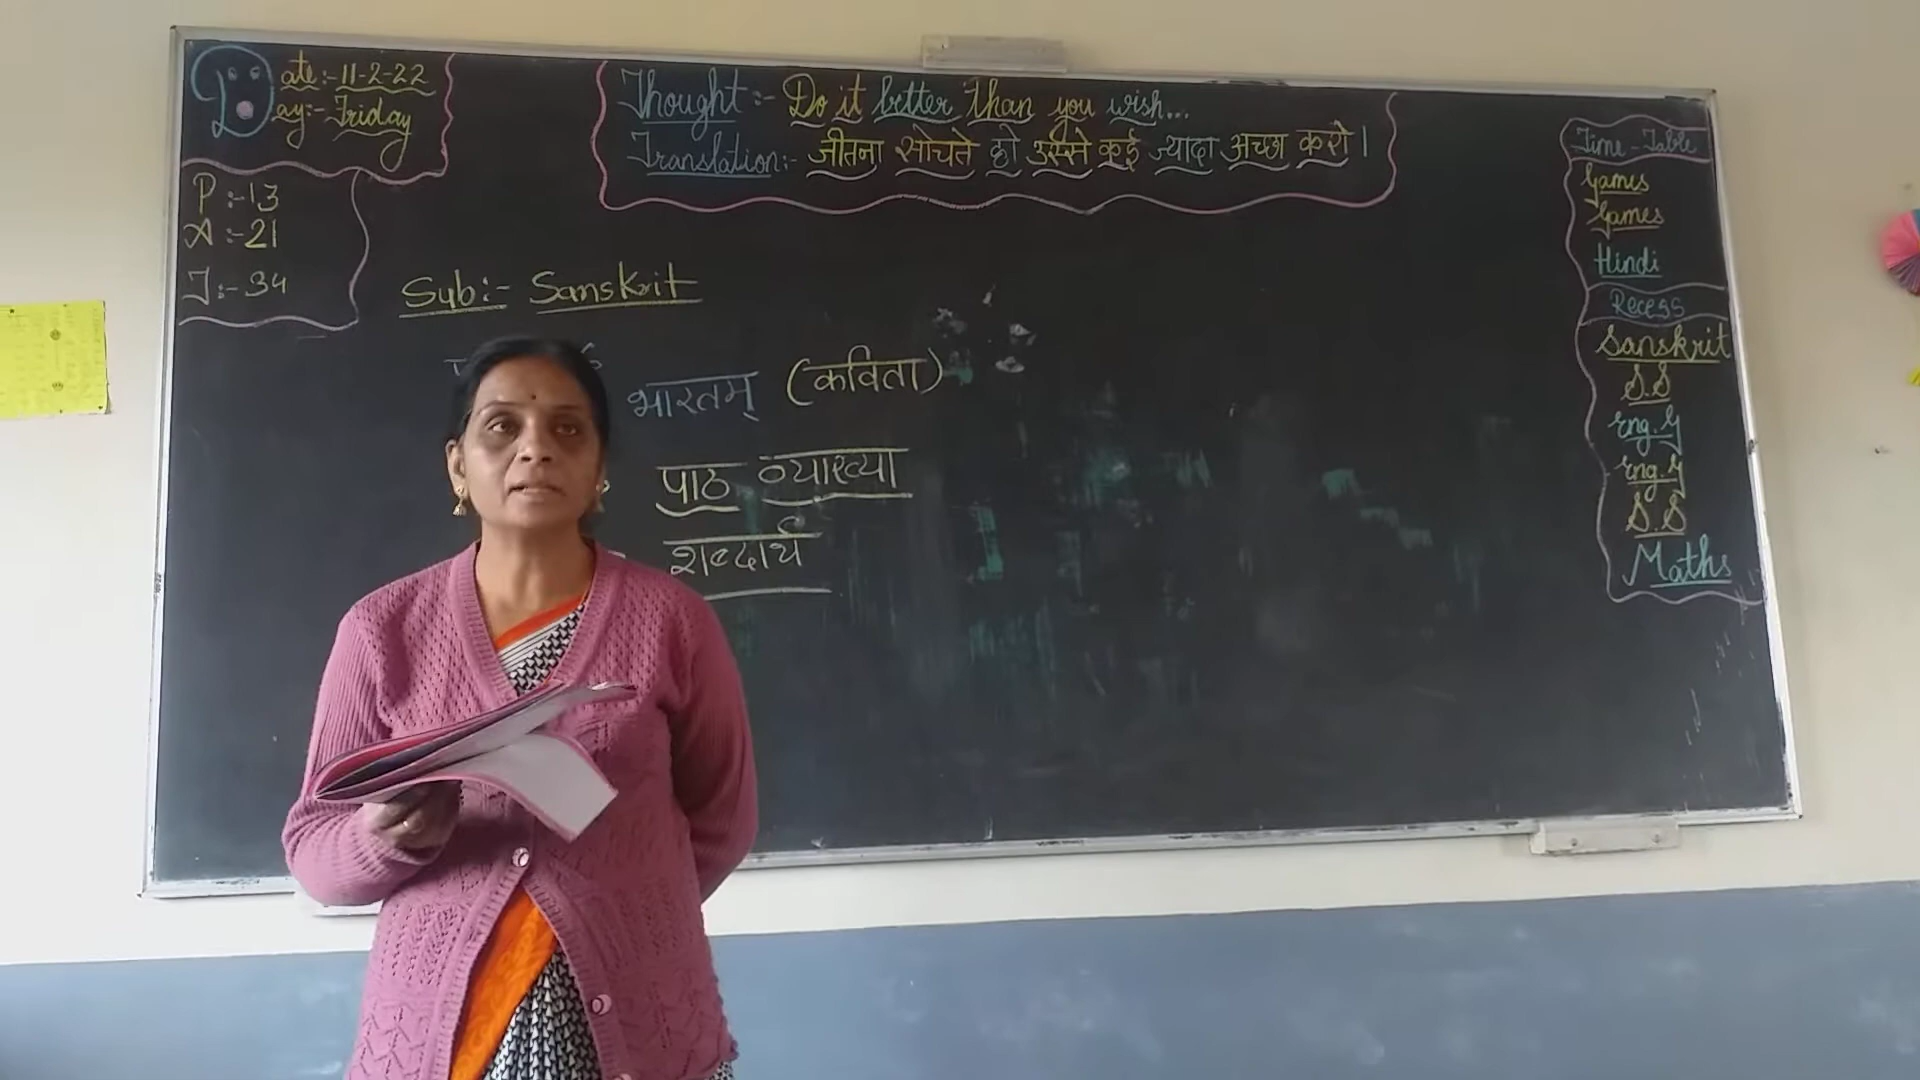 Date:-11-2-22
Day:-Friday
P:-13
A:-21
T:-34
Thought:- Do it better than you wish...
Translation:- जीतना सोचते हो उससे कई ज्यादा अच्छा करो।
Sub:- Sanskrit
भारतम् (कविता)
पाठ व्याख्या
शब्दार्थ
Time-Table
Games
Games
Hindi
Recess
Sanskrit
S.S
Eng.G
Eng.G
S.S
Maths